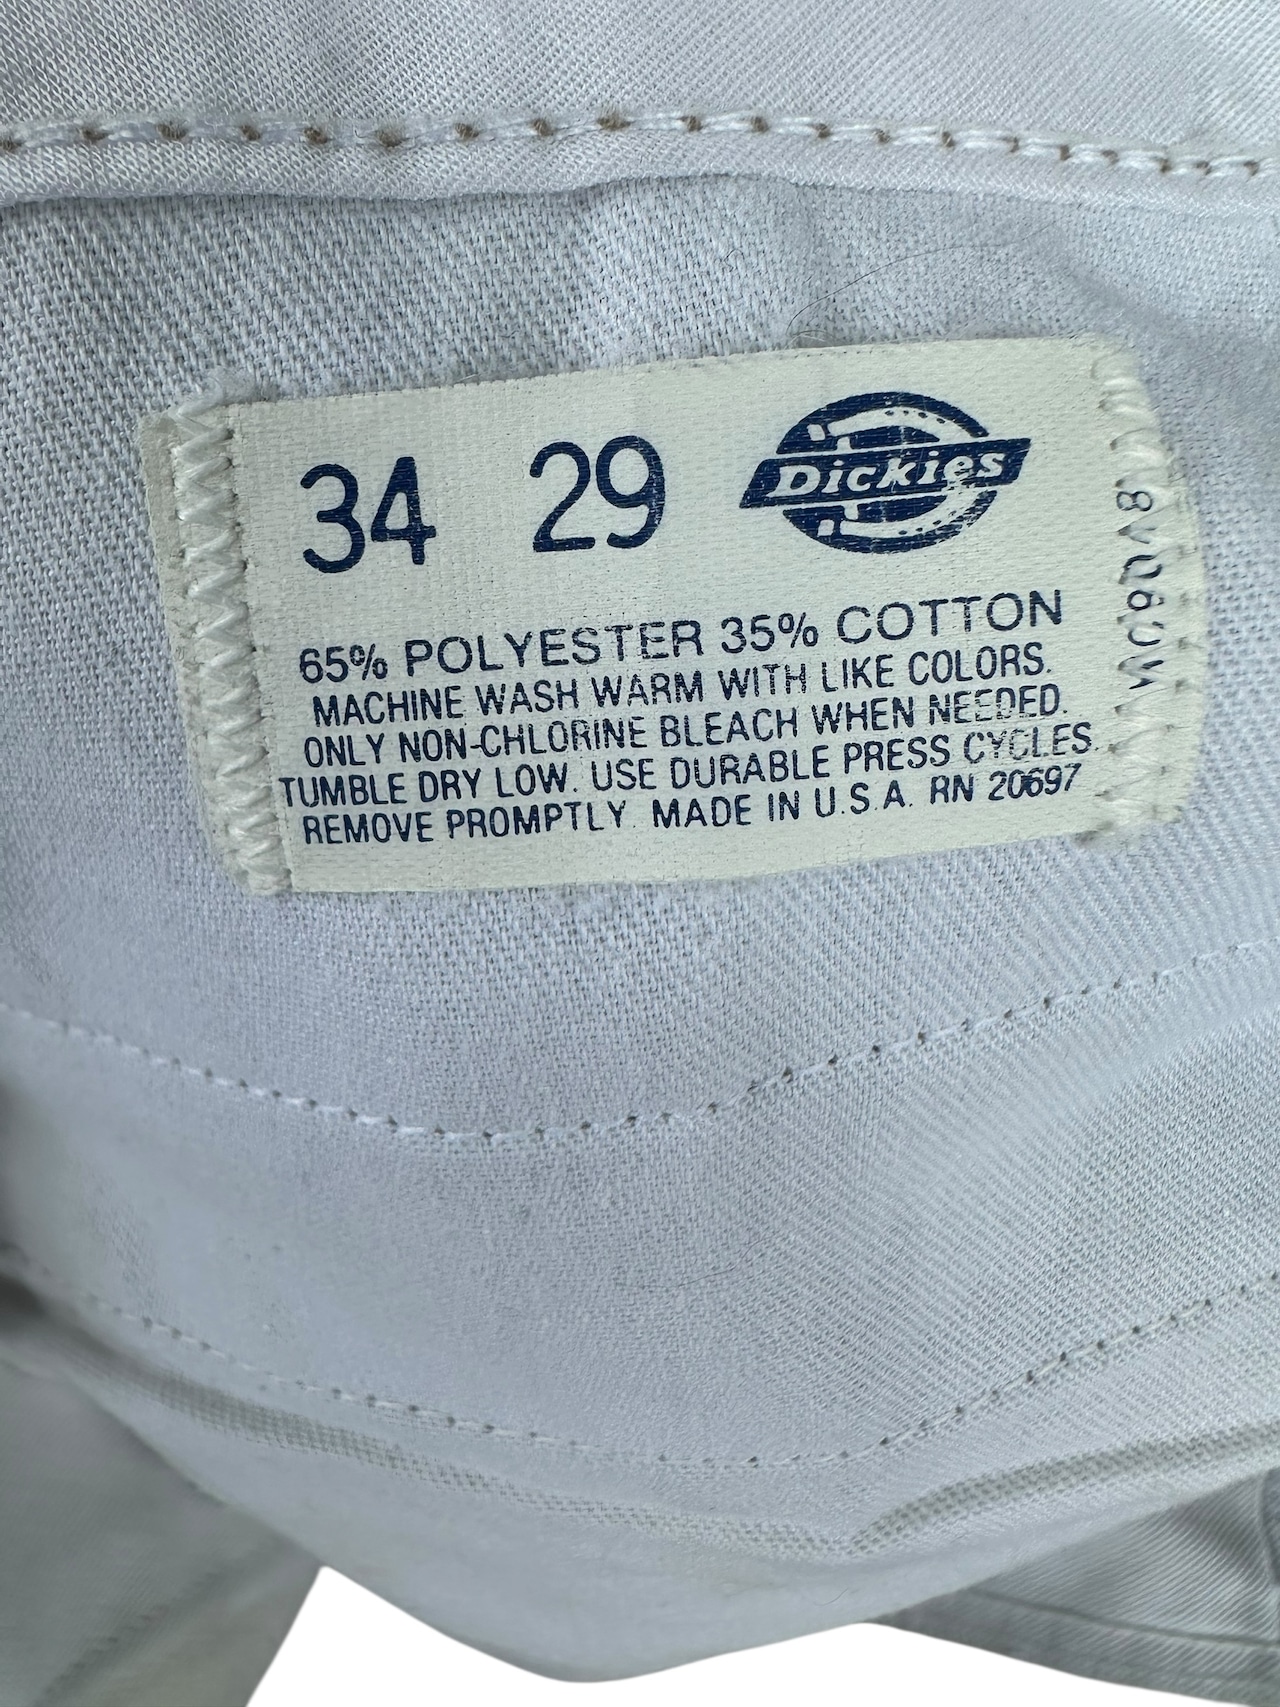 34 29 Dickies
65% POLYESTER 35% COTTON
MACHINE WASH WARM WITH LIKE COLORS.
ONLY NON-CHLORINE BLEACH WHEN NEEDED.
TUMBLE DRY LOW. USE DURABLE PRESS CYCLES.
REMOVE PROMPTLY. MADE IN U.S.A. RN 20697